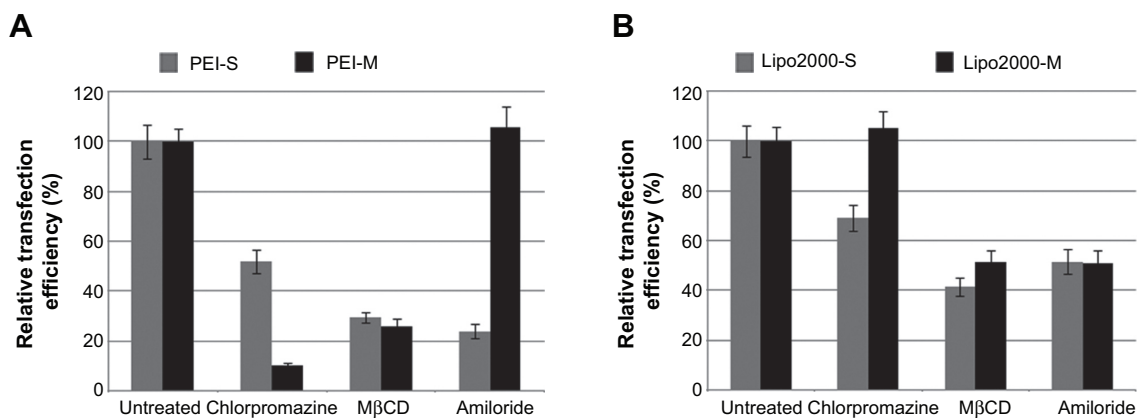 A
PEI-S PEI-M
Relative transfection
efficiency (%)
120
100
80
60
40
20
0
Untreated Chlorpromazine MβCD Amiloride
B
Lipo2000-S Lipo2000-M
Relative transfection
efficiency (%)
120
100
80
60
40
20
0
Untreated Chlorpromazine MβCD Amiloride